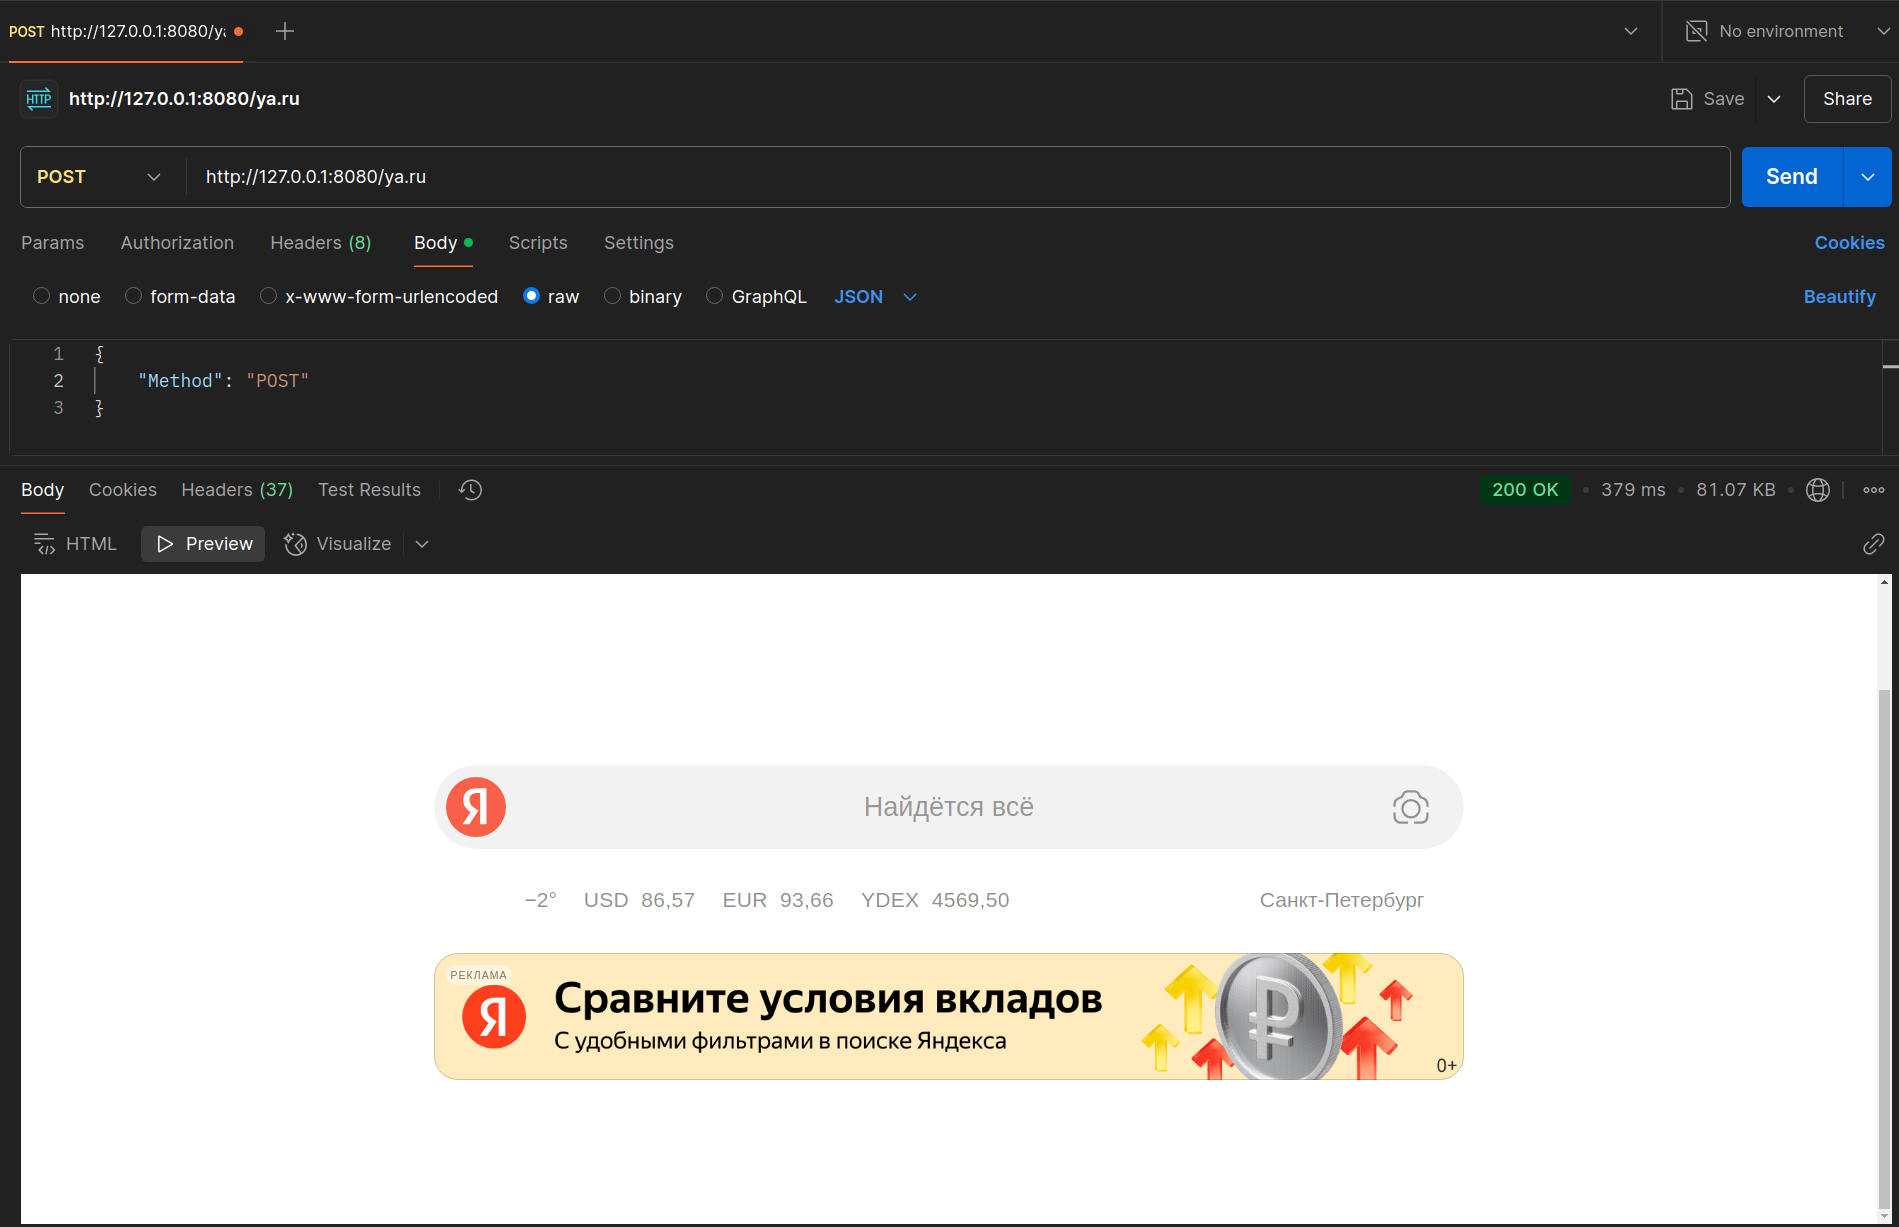 POST http://127.0.0.1:8080/ya
No environment
HTTP http://127.0.0.1:8080/ya.ru
Save
Share
POST http://127.0.0.1:8080/ya.ru
Send
Params Authorization Headers (8) Body Scripts Settings
Cookies
none form-data x-www-form-urlencoded raw binary GraphQL JSON
Beautify
1 {
2 "Method": "POST"
3 }
Body Cookies Headers (37) Test Results
200 OK • 379 ms • 81.07 KB
HTML Preview Visualize
Я Найдётся всё
−2° USD 86,57 EUR 93,66 YDEX 4569,50
Санкт-Петербург
РЕКЛАМА
Я
Сравните условия вкладов
С удобными фильтрами в поиске Яндекса
₽
0+